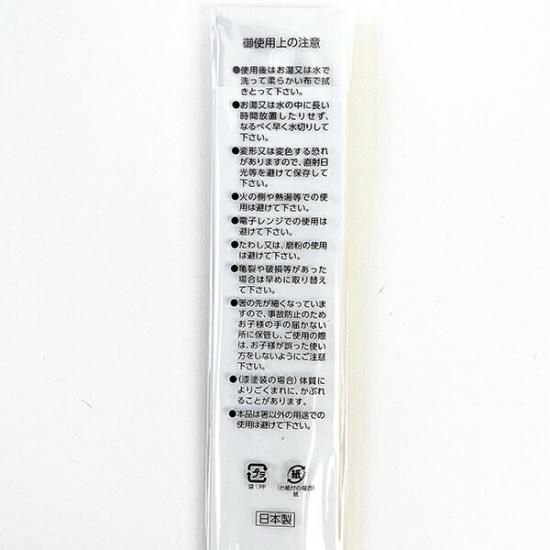 御使用上の注意
●使用後はお湯又は水で
洗って柔らかい布で拭
きとって下さい。
●お湯又は水の中に長い
時間放置したりせず、
なるべく早く水切りして
下さい。
●変形又は変色する恐れ
がありますので、直射日
光等を避けて保存して
下さい。
●火の側や熱湯等での使
用は避けて下さい。
●電子レンジでの使用は
避けて下さい。
●たわし又は、磨粉の使用
は避けて下さい。
●亀裂や破損等があった
場合は早めに取り替え
て下さい。
●箸の先が細くなっていま
すので、事故防止のため
お子様の手の届かない
所に保管し、ご使用の際
は、お子様が誤った使い
方をしないようにご注意
下さい。
●(漆塗装の場合)体質に
よりごくまれに、かぶれ
ることがあります。
●本品は箸以外の用途での
使用は避けて下さい。
プラ 紙
袋:PP (台紙付の場合)
紙
日本製